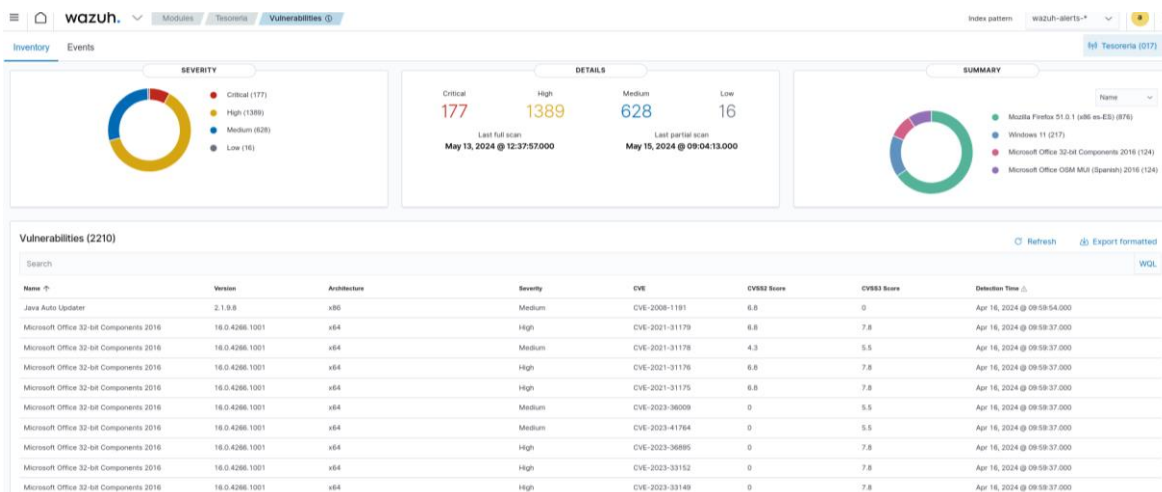 wazuh. Modules Tesoreria Vulnerabilities Index pattern wazuh-alerts-* a
Inventory Events Tesoreria (017)
SEVERITY
Critical (177)
High (1389)
Medium (628)
Low (16)
DETAILS
Critical High Medium Low
177 1389 628 16
Last full scan Last partial scan
May 13, 2024 @ 12:37:57.000 May 15, 2024 @ 09:04:13.000
SUMMARY
Name
Mozilla Firefox 51.0.1 (x86 es-ES) (876)
Windows 11 (217)
Microsoft Office 32-bit Components 2016 (124)
Microsoft Office OSM MUI (Spanish) 2016 (124)
Vulnerabilities (2210) Refresh Export formatted
Search WQL
Name Version Architecture Severity CVE CVSS2 Score CVSS3 Score Detection Time
Java Auto Updater 2.1.9.8 x86 Medium CVE-2008-1191 6.8 0 Apr 16, 2024 @ 09:59:54.000
Microsoft Office 32-bit Components 2016 16.0.4266.1001 x64 High CVE-2021-31179 6.8 7.8 Apr 16, 2024 @ 09:59:37.000
Microsoft Office 32-bit Components 2016 16.0.4266.1001 x64 Medium CVE-2021-31178 4.3 5.5 Apr 16, 2024 @ 09:59:37.000
Microsoft Office 32-bit Components 2016 16.0.4266.1001 x64 High CVE-2021-31176 6.8 7.8 Apr 16, 2024 @ 09:59:37.000
Microsoft Office 32-bit Components 2016 16.0.4266.1001 x64 High CVE-2021-31175 6.8 7.8 Apr 16, 2024 @ 09:59:37.000
Microsoft Office 32-bit Components 2016 16.0.4266.1001 x64 Medium CVE-2023-36009 0 5.5 Apr 16, 2024 @ 09:59:37.000
Microsoft Office 32-bit Components 2016 16.0.4266.1001 x64 Medium CVE-2023-41764 0 5.5 Apr 16, 2024 @ 09:59:37.000
Microsoft Office 32-bit Components 2016 16.0.4266.1001 x64 High CVE-2023-36895 0 7.8 Apr 16, 2024 @ 09:59:37.000
Microsoft Office 32-bit Components 2016 16.0.4266.1001 x64 High CVE-2023-33152 0 7.8 Apr 16, 2024 @ 09:59:37.000
Microsoft Office 32-bit Components 2016 16.0.4266.1001 x64 High CVE-2023-33149 0 7.8 Apr 16, 2024 @ 09:59:37.000